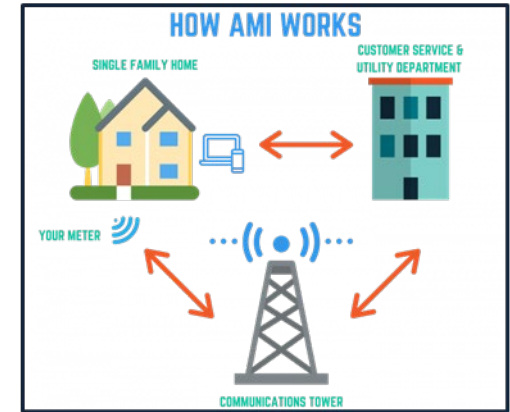 HOW AMI WORKS
SINGLE FAMILY HOME
CUSTOMER SERVICE &
UTILITY DEPARTMENT
YOUR METER
COMMUNICATIONS TOWER